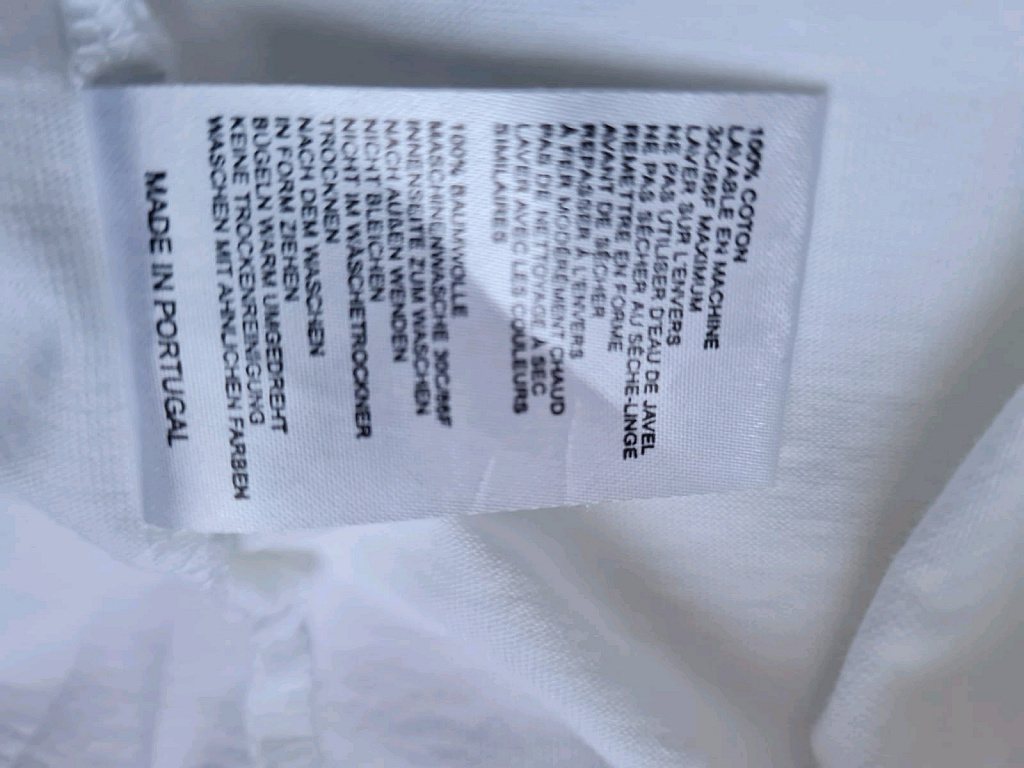 100% COTON
LAVABLE EN MACHINE
30C/86F MAXIMUM
LAVER SUR L'ENVERS
NE PAS UTILISER D'EAU DE JAVEL
NE PAS SÉCHER AU SÈCHE-LINGE
REMETTRE EN FORME
AVANT DE SÉCHER
REPASSER À L'ENVERS
À FER MODÉRÉMENT CHAUD
PAS DE NETTOYAGE À SEC
LAVER AVEC LES COULEURS
SIMILAIRES
100% BAUMWOLLE
MASCHINENWÄSCHE 30C/86F
INNENSEITE ZUM WASCHEN
NACH AUßEN WENDEN
NICHT BLEICHEN
NICHT IM WÄSCHETROCKNER
TROCKNEN
NACH DEM WASCHEN
IN FORM ZIEHEN
BÜGELN WARM UMGEDREHT
KEINE TROCKENREINIGUNG
WASCHEN MIT ÄHNLICHEN FARBEN
MADE IN PORTUGAL